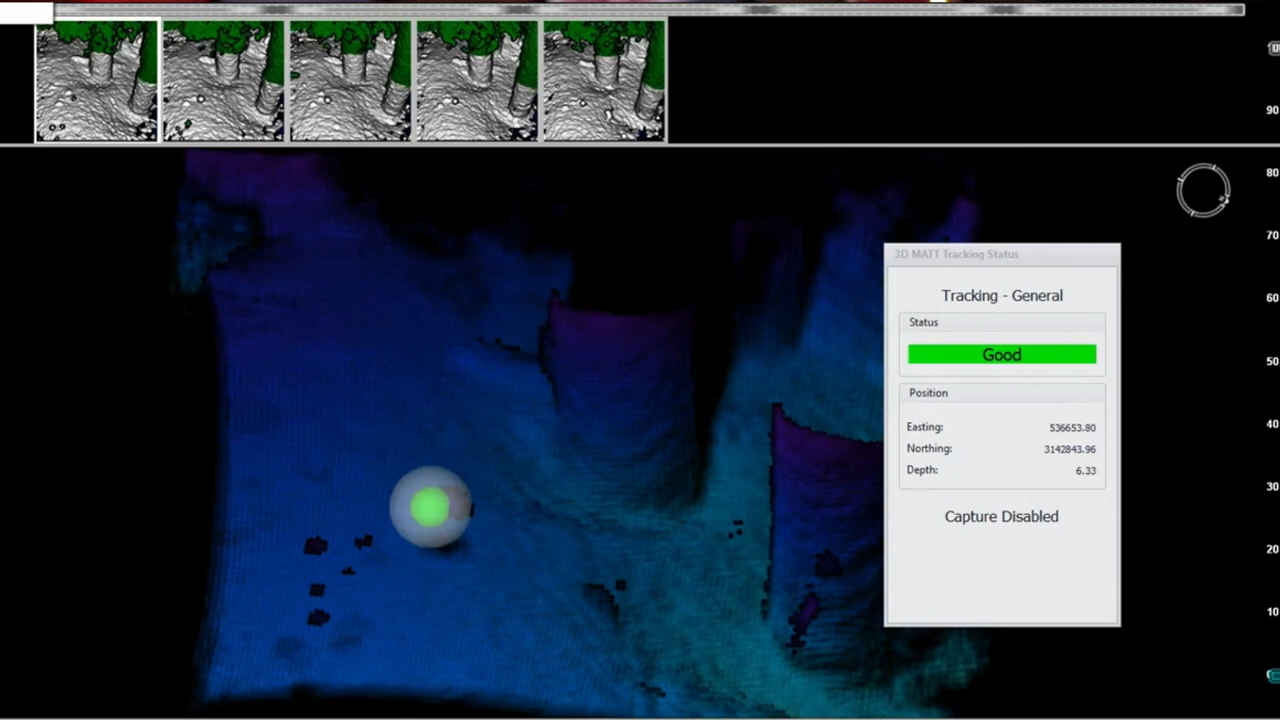 90
80
70
60
50
40
30
20
10
3D MATT Tracking Status
Tracking - General
Status
Good
Position
Easting: 536653.80
Northing: 3142843.96
Depth: 6.33
Capture Disabled